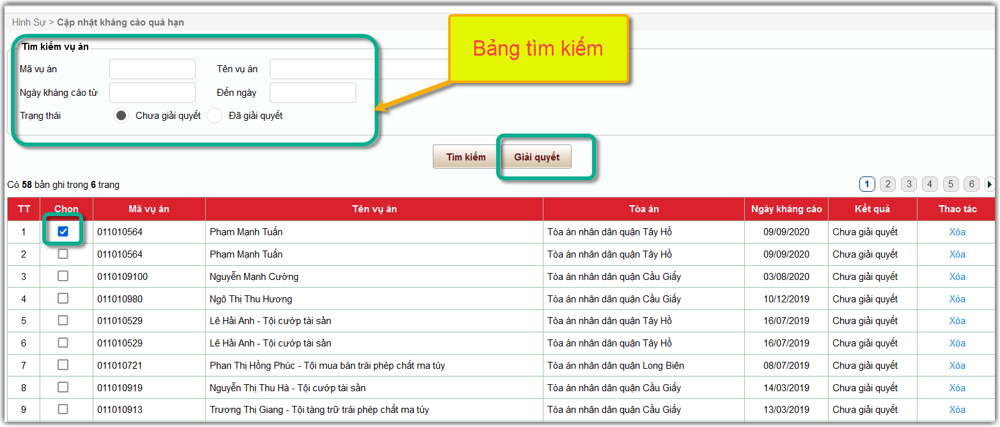 Hình Sự > Cập nhật kháng cáo quá hạn
Bảng tìm kiếm
Tìm kiếm vụ án
Mã vụ án Tên vụ án
Ngày kháng cáo từ Đến ngày
Trạng thái Chưa giải quyết Đã giải quyết
Tìm kiếm Giải quyết
Có 58 bản ghi trong 6 trang 1 2 3 4 5 6
TT Chọn Mã vụ án Tên vụ án Tòa án Ngày kháng cáo Kết quả Thao tác
1 011010564 Phạm Mạnh Tuấn Tòa án nhân dân quận Tây Hồ 09/09/2020 Chưa giải quyết Xóa
2 011010564 Phạm Mạnh Tuấn Tòa án nhân dân quận Tây Hồ 09/09/2020 Chưa giải quyết Xóa
3 0110109100 Nguyễn Mạnh Cường Tòa án nhân dân quận Cầu Giấy 03/08/2020 Chưa giải quyết Xóa
4 011010980 Ngô Thị Thu Hương Tòa án nhân dân quận Cầu Giấy 10/12/2019 Chưa giải quyết Xóa
5 011010529 Lê Hải Anh - Tội cướp tài sản Tòa án nhân dân quận Tây Hồ 16/07/2019 Chưa giải quyết Xóa
6 011010529 Lê Hải Anh - Tội cướp tài sản Tòa án nhân dân quận Tây Hồ 16/07/2019 Chưa giải quyết Xóa
7 011010721 Phan Thị Hồng Phúc - Tội mua bán trái phép chất ma túy Tòa án nhân dân quận Long Biên 08/07/2019 Chưa giải quyết Xóa
8 011010919 Nguyễn Thị Thu Hà - Tội cướp tài sản Tòa án nhân dân quận Cầu Giấy 14/03/2019 Chưa giải quyết Xóa
9 011010913 Trương Thị Giang - Tội tàng trữ trái phép chất ma túy Tòa án nhân dân quận Cầu Giấy 13/03/2019 Chưa giải quyết Xóa